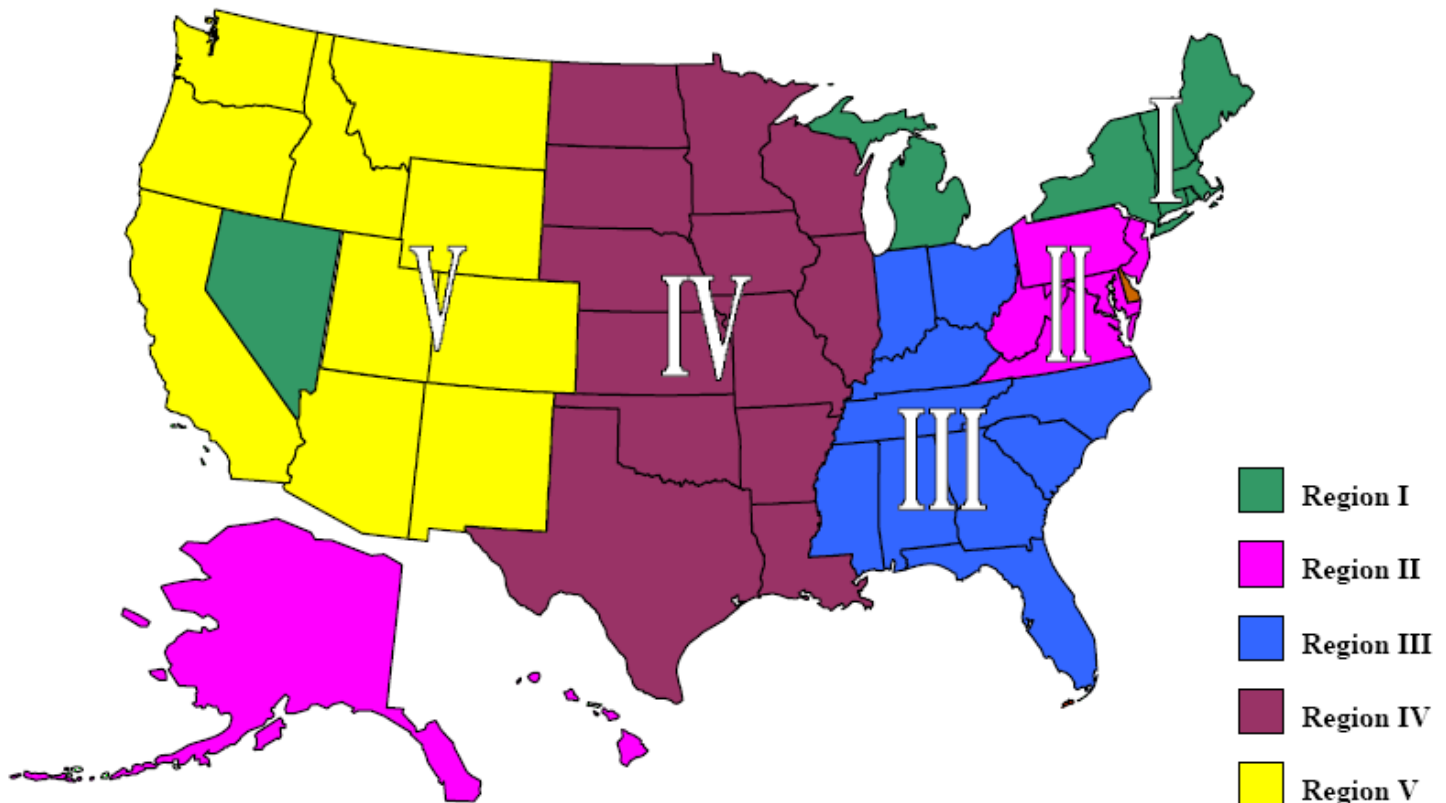 I
II
V
IV
III
Region I
Region II
Region III
Region IV
Region V